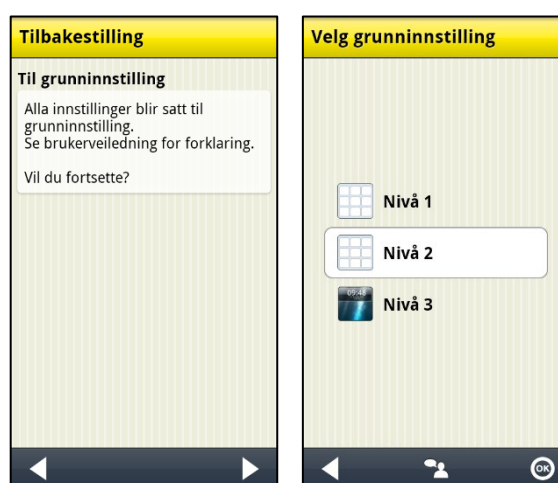 Tilbakestilling
Til grunninnstilling
Alla innstillinger blir satt til
grunninnstilling.
Se brukerveiledning for forklaring.
Vil du fortsette?
Velg grunninnstilling
Nivå 1
Nivå 2
09:48
Nivå 3
OK